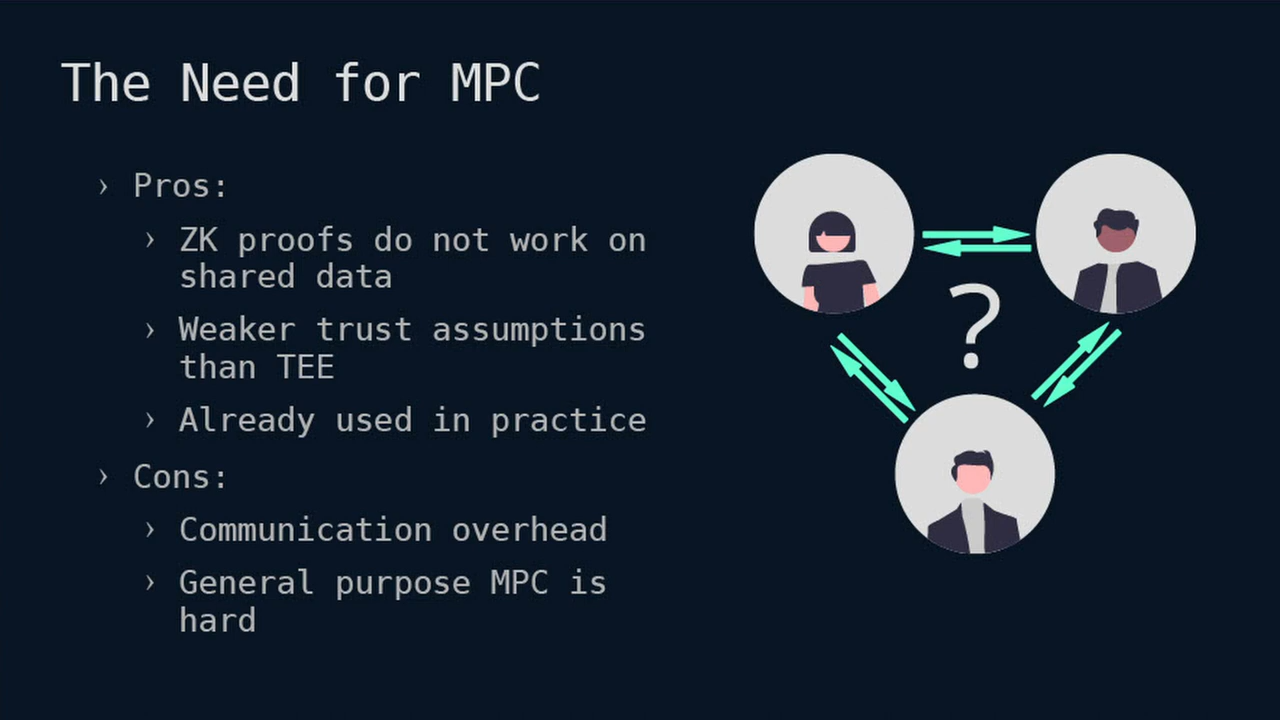 The Need for MPC
› Pros:
› ZK proofs do not work on
shared data
› Weaker trust assumptions
than TEE
› Already used in practice
› Cons:
› Communication overhead
› General purpose MPC is
hard
?